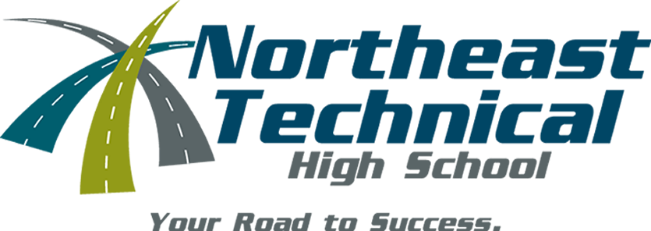 Northeast
Technical
High School
Your Road to Success.